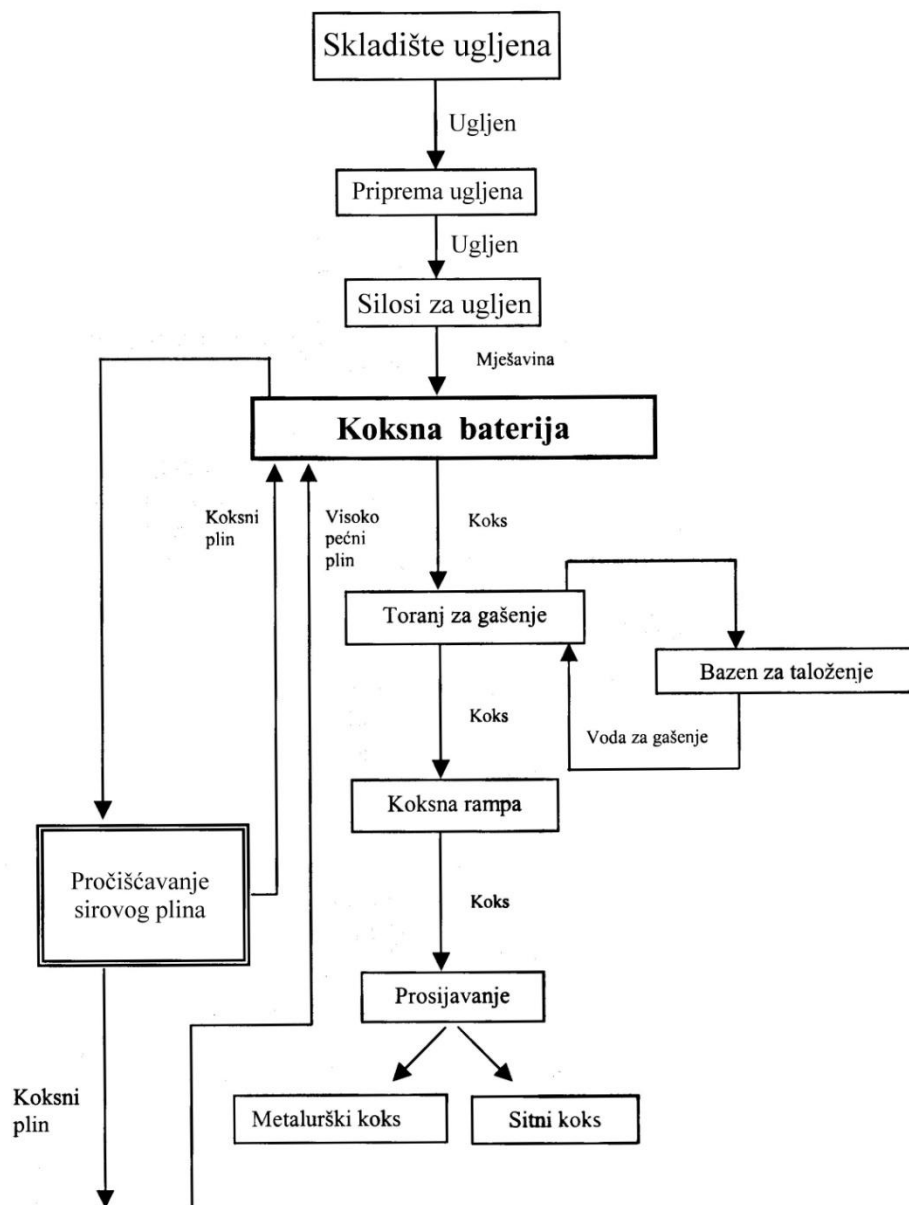 Skladište ugljena
Ugljen
Priprema ugljena
Ugljen
Silosi za ugljen
Mješavina
Koksna baterija
Koksni
plin
Visoko
pećni
plin
Koks
Toranj za gašenje
Bazen za taloženje
Koks
Voda za gašenje
Koksna rampa
Pročišćavanje
sirovog plina
Koks
Prosijavanje
Koksni
plin
Metalurški koks
Sitni koks